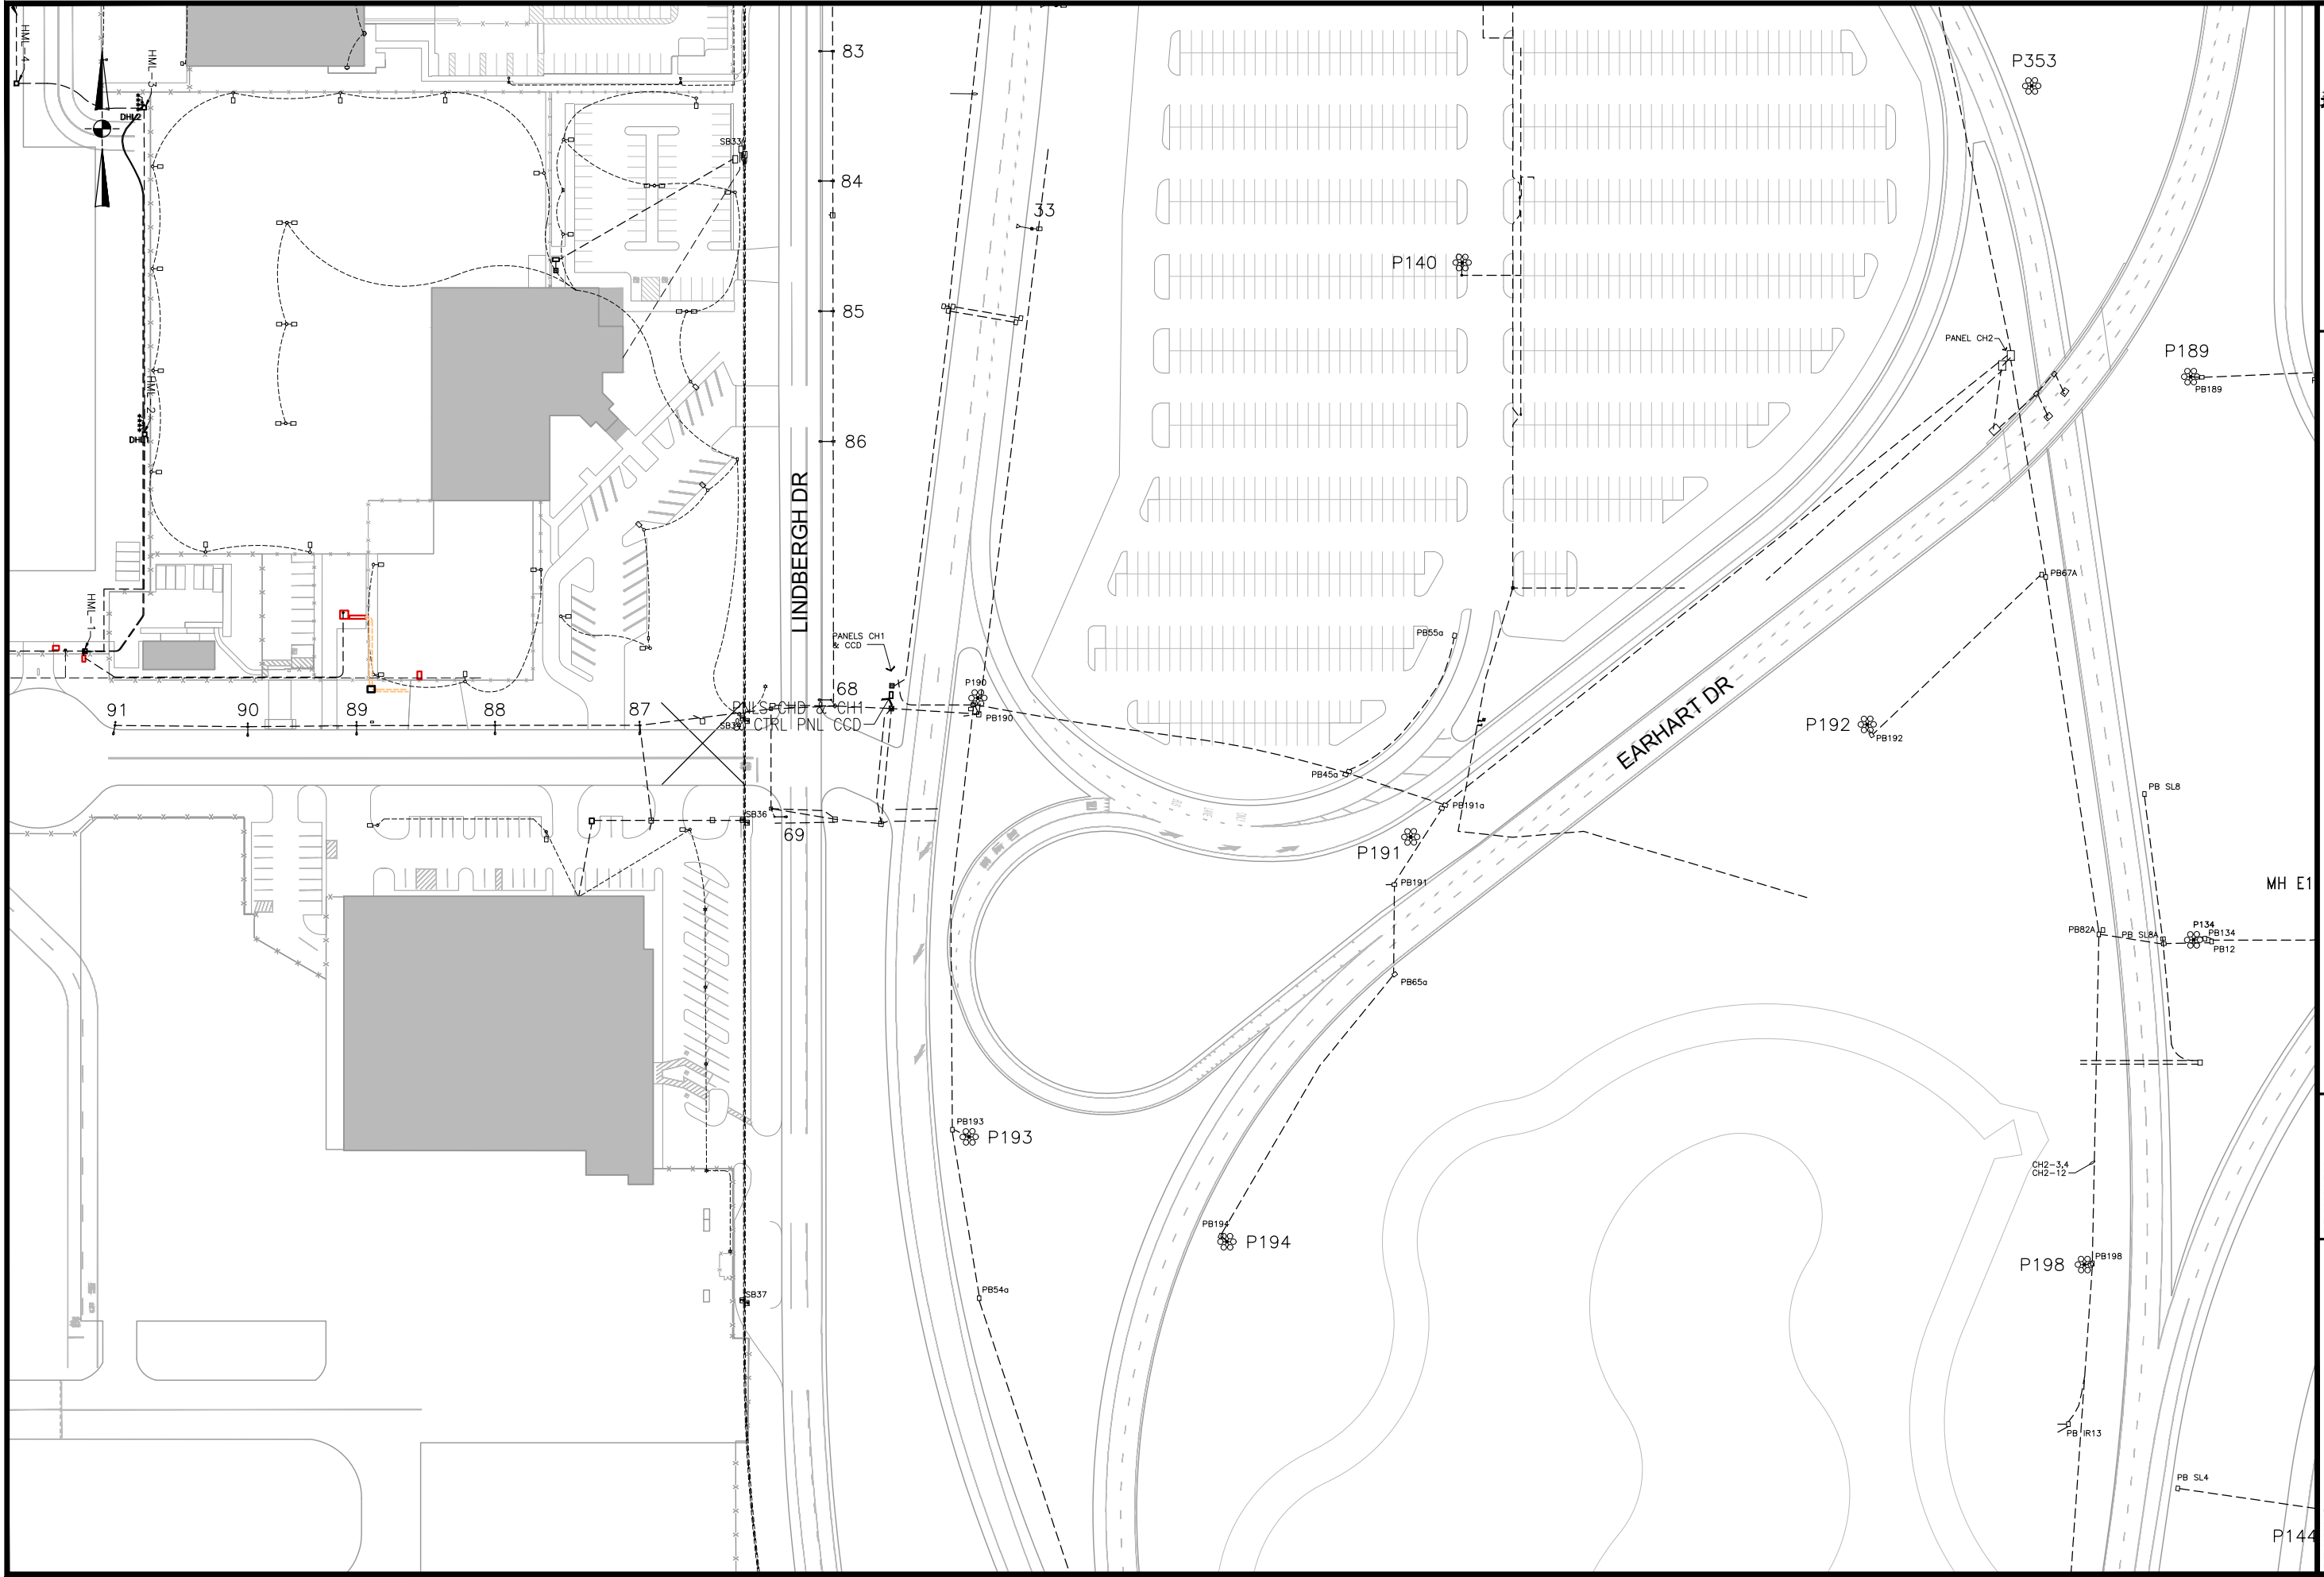 HML-4
HML-3
DHL2
83
P353
SB33
84
33
P140
85
PANEL CH2
P189
PB189
HML-2
86
LINDBERGH DR
HML-1
PB67A
PANELS CH1
& CCD
PB55a
P190
PB190
68
PNLS CHD & CH1
CTRL PNL CCD
91
90
89
88
87
EARHART DR
P192
PB192
PB45a
PB191a
PB SL8
SB36
69
P191
PB191
MH E1
PB82A
PB SL8A
P134
PB134
PB12
PB65a
PB193
P193
CH2-3,4
CH2-12
PB194
P194
PB198
P198
PB54a
SB37
PB IR13
PB SL4
P144